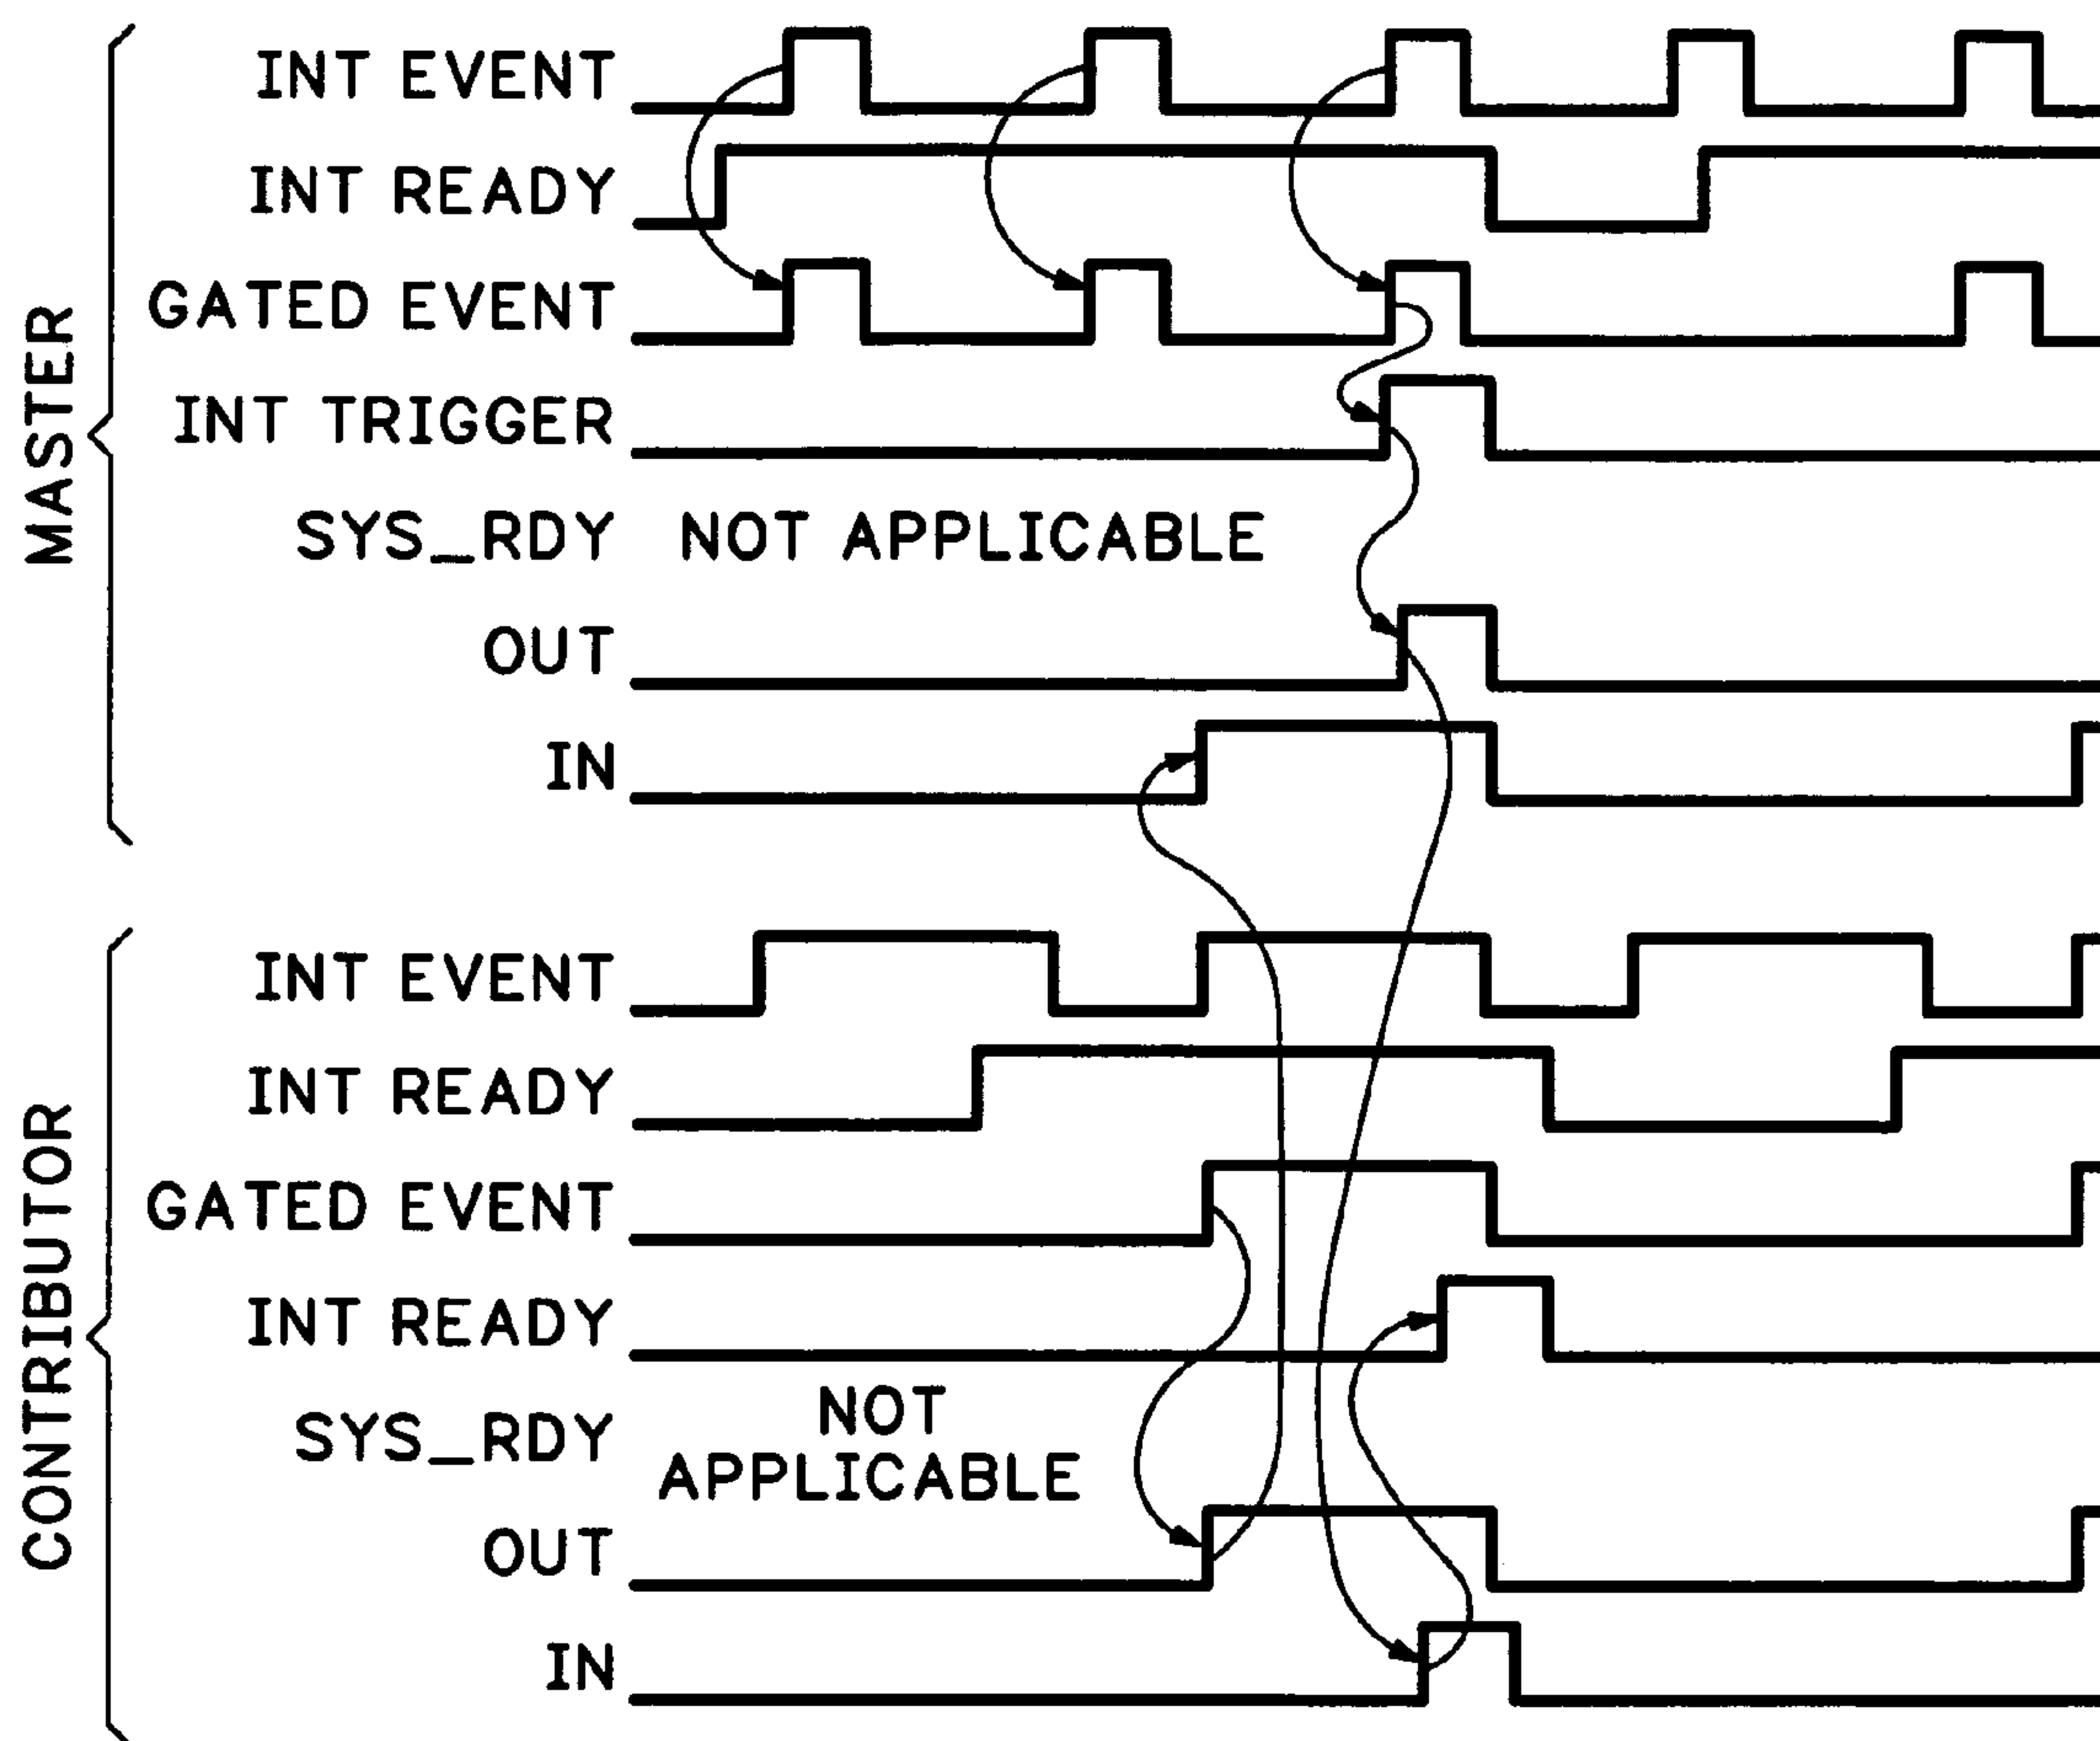 MASTER
INT EVENT
INT READY
GATED EVENT
INT TRIGGER
SYS_RDY NOT APPLICABLE
OUT
IN
CONTRIBUTOR
INT EVENT
INT READY
GATED EVENT
INT READY
SYS_RDY
NOT
APPLICABLE
OUT
IN